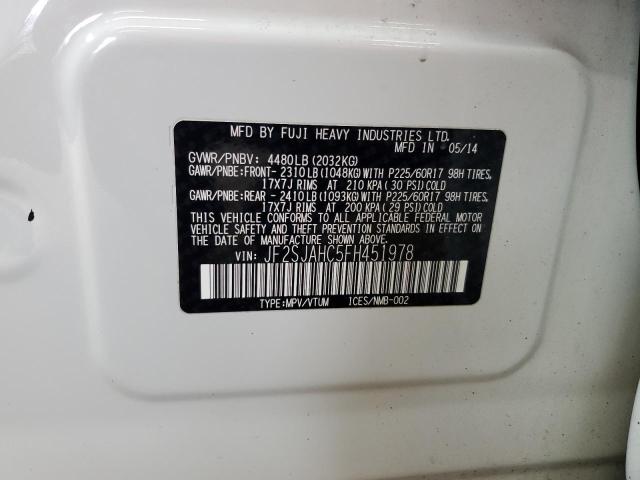 MFD BY FUJI HEAVY INDUSTRIES LTD.
MFD IN 05/14
GVWR/PNBV: 4480LB (2032KG)
GAWR/PNBE:FRONT- 2310LB (1048KG) WITH P225/60R17 98H TIRES,
17X7J RIMS AT 210 KPA (30 PSI) COLD
GAWR/PNBE:REAR - 2410LB (1093KG) WITH P225/60R17 98H TIRES,
17X7J RIMS AT 200 KPA (29 PSI) COLD
THIS VEHICLE CONFORMS TO ALL APPLICABLE FEDERAL MOTOR
VEHICLE SAFETY, BUMPER, AND THEFT PREVENTION
STANDARDS IN EFFECT ON THE DATE OF MANUFACTURE SHOWN ABOVE.
VIN: JF2SJAHC5FH451978
TYPE:MPV/VTUM ICES/NMB-002